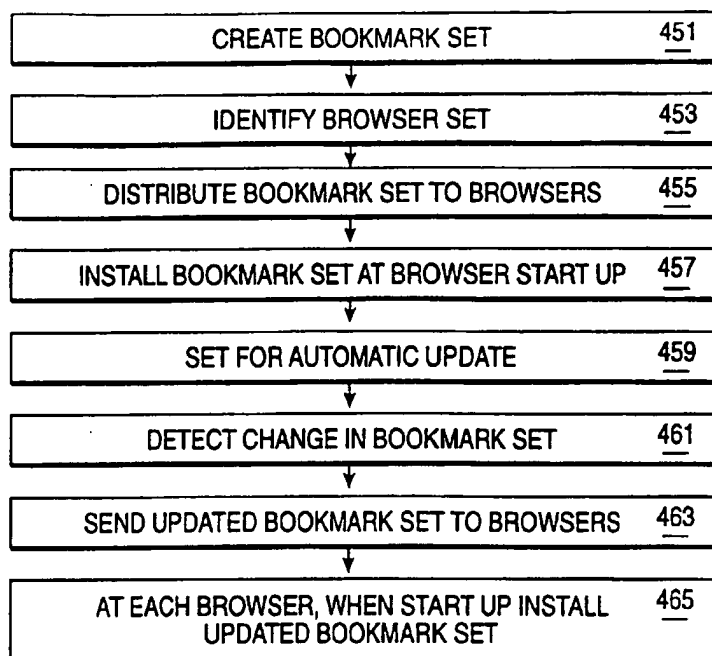 CREATE BOOKMARK SET 451
IDENTIFY BROWSER SET 453
DISTRIBUTE BOOKMARK SET TO BROWSERS 455
INSTALL BOOKMARK SET AT BROWSER START UP 457
SET FOR AUTOMATIC UPDATE 459
DETECT CHANGE IN BOOKMARK SET 461
SEND UPDATED BOOKMARK SET TO BROWSERS 463
AT EACH BROWSER, WHEN START UP INSTALL 465
UPDATED BOOKMARK SET